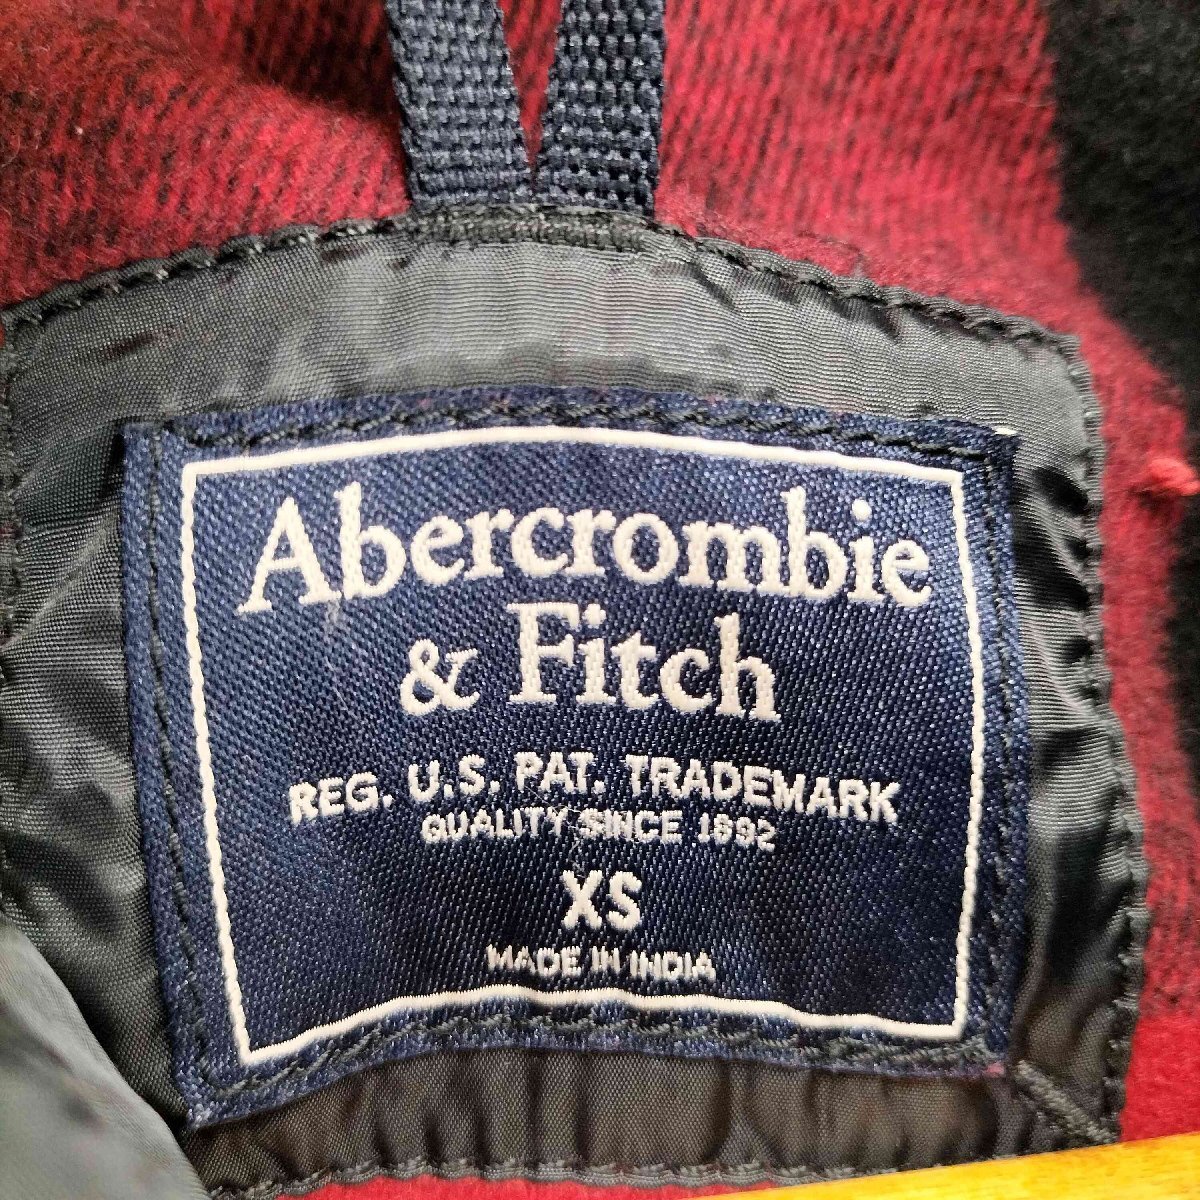 Abercrombie
& Fitch
REG. U.S. PAT. TRADEMARK
QUALITY SINCE 1892
XS
MADE IN INDIA